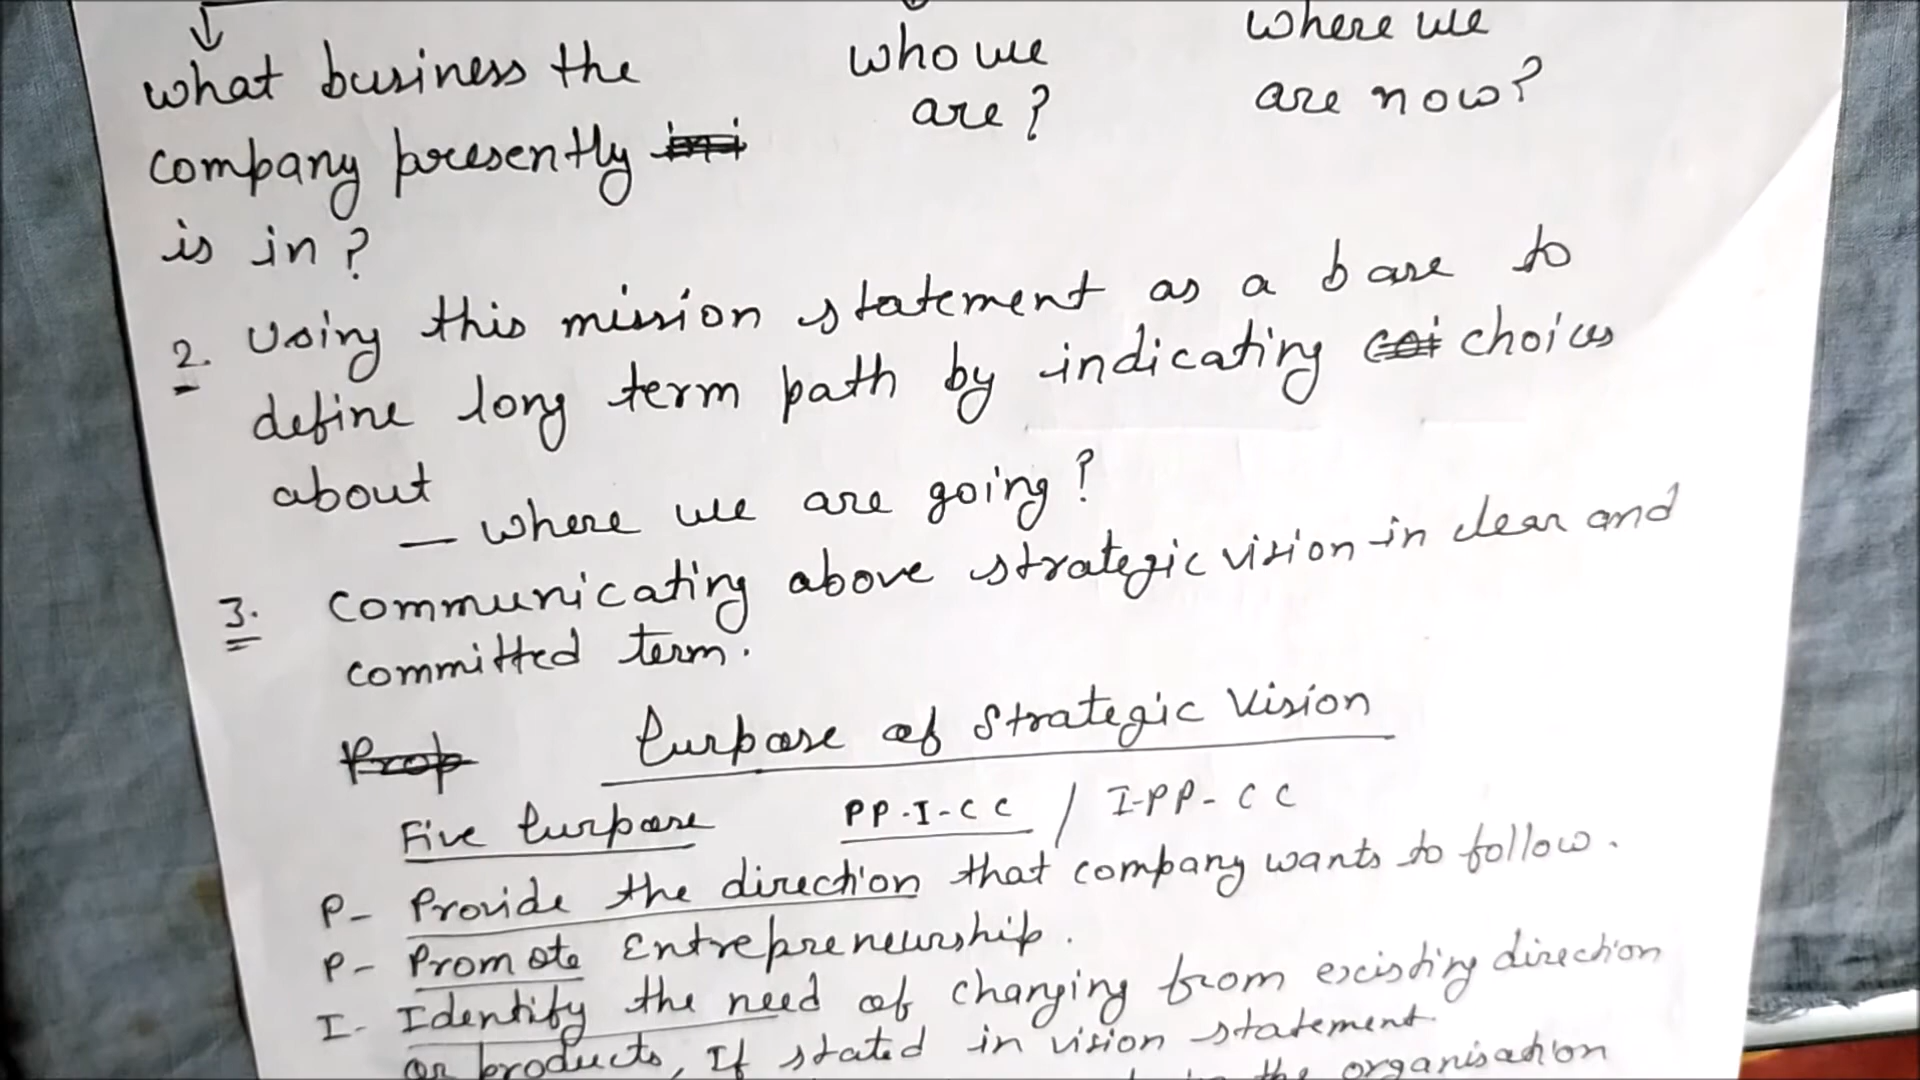 what business the
company presently
is in?
who we
are?
where we
are now?
2. Using this mission statement as a base to
define long term path by indicating choices
about
— where we are going?
3. Communicating above strategic vision in clear and
committed term.
Prop
Purpose of Strategic Vision
Five Purpose PP-I-CC / I-PP-CC
P- Provide the direction that company wants to follow.
P- Promote Entrepreneurship.
I- Identify the need of changing from existing direction
or products, If stated in vision statement
the organisation